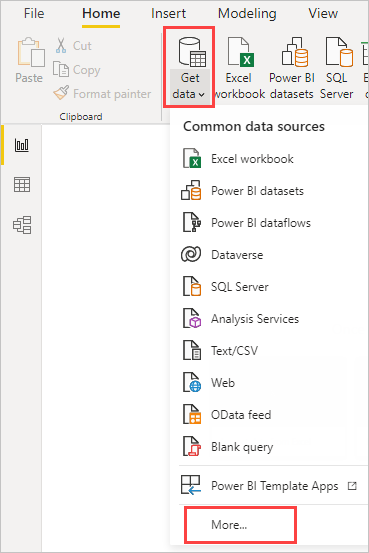 File Home Insert Modeling View
Cut
Copy
Format painter
Paste
Clipboard
Get data
Excel workbook
Power BI datasets
SQL Server
Common data sources
Excel workbook
Power BI datasets
Power BI dataflows
Dataverse
SQL Server
Analysis Services
Text/CSV
Web
OData feed
Blank query
Power BI Template Apps
More...